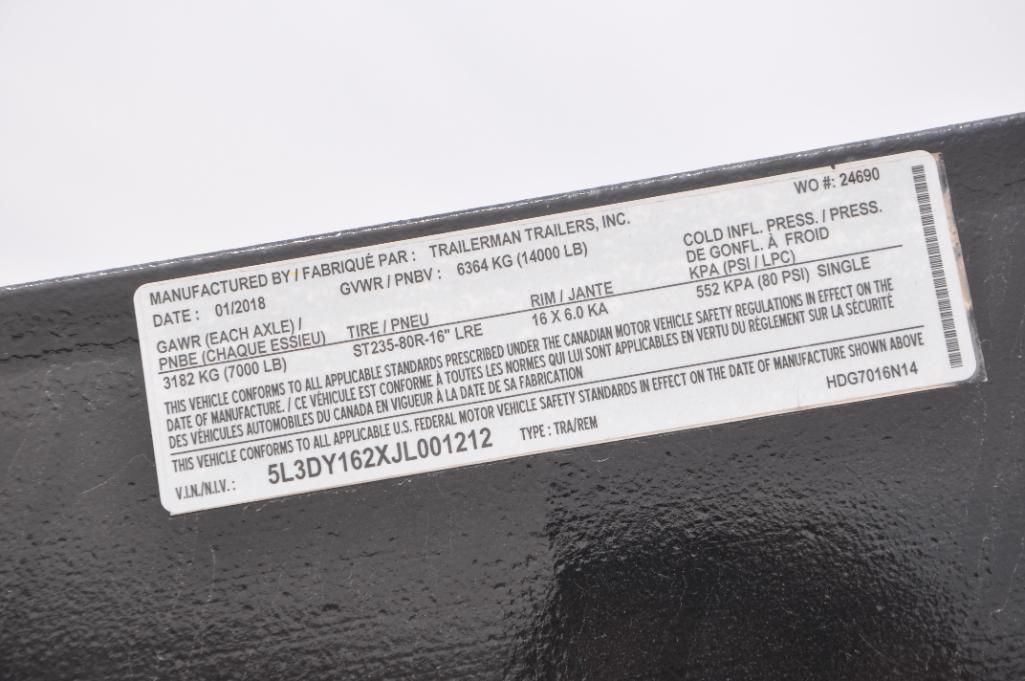 WO #: 24690
MANUFACTURED BY / FABRIQUÉ PAR : TRAILERMAN TRAILERS, INC.
DATE : 01/2018 GVWR / PNBV : 6364 KG (14000 LB)
COLD INFL. PRESS. / PRESS.
DE GONFL. À FROID
GAWR (EACH AXLE) /
PNBE (CHAQUE ESSIEU) TIRE / PNEU RIM / JANTE KPA (PSI / LPC)
3182 KG (7000 LB) ST235-80R-16" LRE 16 X 6.0 KA 552 KPA (80 PSI) SINGLE
THIS VEHICLE CONFORMS TO ALL APPLICABLE STANDARDS PRESCRIBED UNDER THE CANADIAN MOTOR VEHICLE SAFETY REGULATIONS IN EFFECT ON THE
DATE OF MANUFACTURE. / CE VÉHICULE EST CONFORME À TOUTES LES NORMES QUI LUI SONT APPLICABLES EN VERTU DU RÈGLEMENT SUR LA SÉCURITÉ
DES VÉHICULES AUTOMOBILES DU CANADA EN VIGUEUR À LA DATE DE SA FABRICATION
THIS VEHICLE CONFORMS TO ALL APPLICABLE U.S. FEDERAL MOTOR VEHICLE SAFETY STANDARDS IN EFFECT ON THE DATE OF MANUFACTURE SHOWN ABOVE
V.I.N./N.I.V.: 5L3DY162XJL001212 TYPE : TRA/REM HDG7016N14